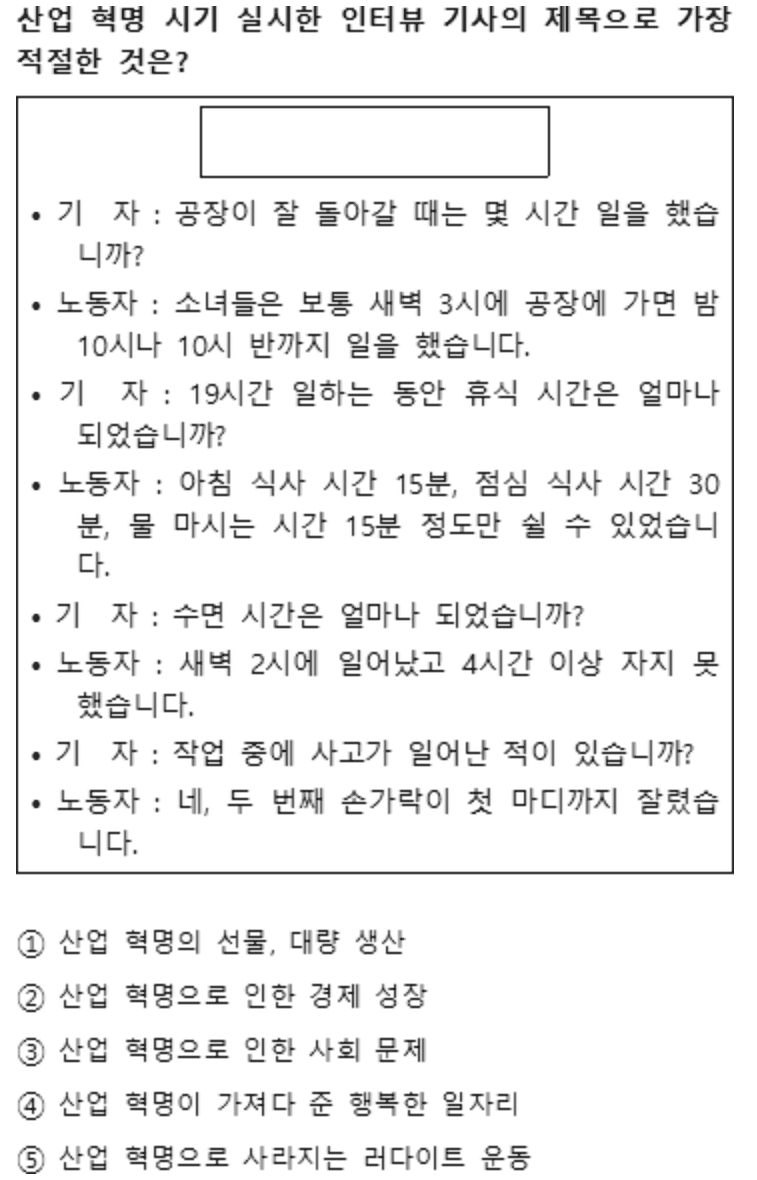 산업 혁명 시기 실시한 인터뷰 기사의 제목으로 가장
적절한 것은?
• 기 자 : 공장이 잘 돌아갈 때는 몇 시간 일을 했습
니까?
• 노동자 : 소녀들은 보통 새벽 3시에 공장에 가면 밤
10시나 10시 반까지 일을 했습니다.
• 기 자 : 19시간 일하는 동안 휴식 시간은 얼마나
되었습니까?
• 노동자 : 아침 식사 시간 15분, 점심 식사 시간 30
분, 물 마시는 시간 15분 정도만 쉴 수 있었습니
다.
• 기 자 : 수면 시간은 얼마나 되었습니까?
• 노동자 : 새벽 2시에 일어났고 4시간 이상 자지 못
했습니다.
• 기 자 : 작업 중에 사고가 일어난 적이 있습니까?
• 노동자 : 네, 두 번째 손가락이 첫 마디까지 잘렸습
니다.
① 산업 혁명의 선물, 대량 생산
② 산업 혁명으로 인한 경제 성장
③ 산업 혁명으로 인한 사회 문제
④ 산업 혁명이 가져다 준 행복한 일자리
⑤ 산업 혁명으로 사라지는 러다이트 운동